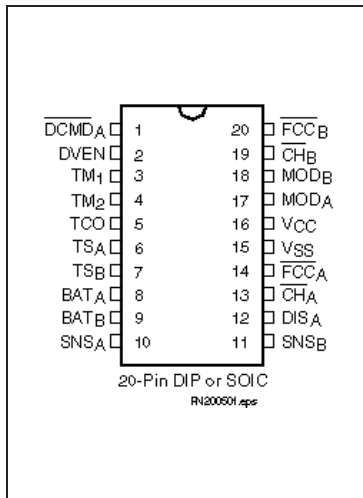 DCMDA 1 20 FCCB
DVEN 2 19 CHB
TM1 3 18 MODB
TM2 4 17 MODA
TCO 5 16 VCC
TSA 6 15 VSS
TSB 7 14 FCCA
BATA 8 13 CHA
BATB 9 12 DISA
SNSA 10 11 SNSB
20-Pin DIP or SOIC
PN200501.eps